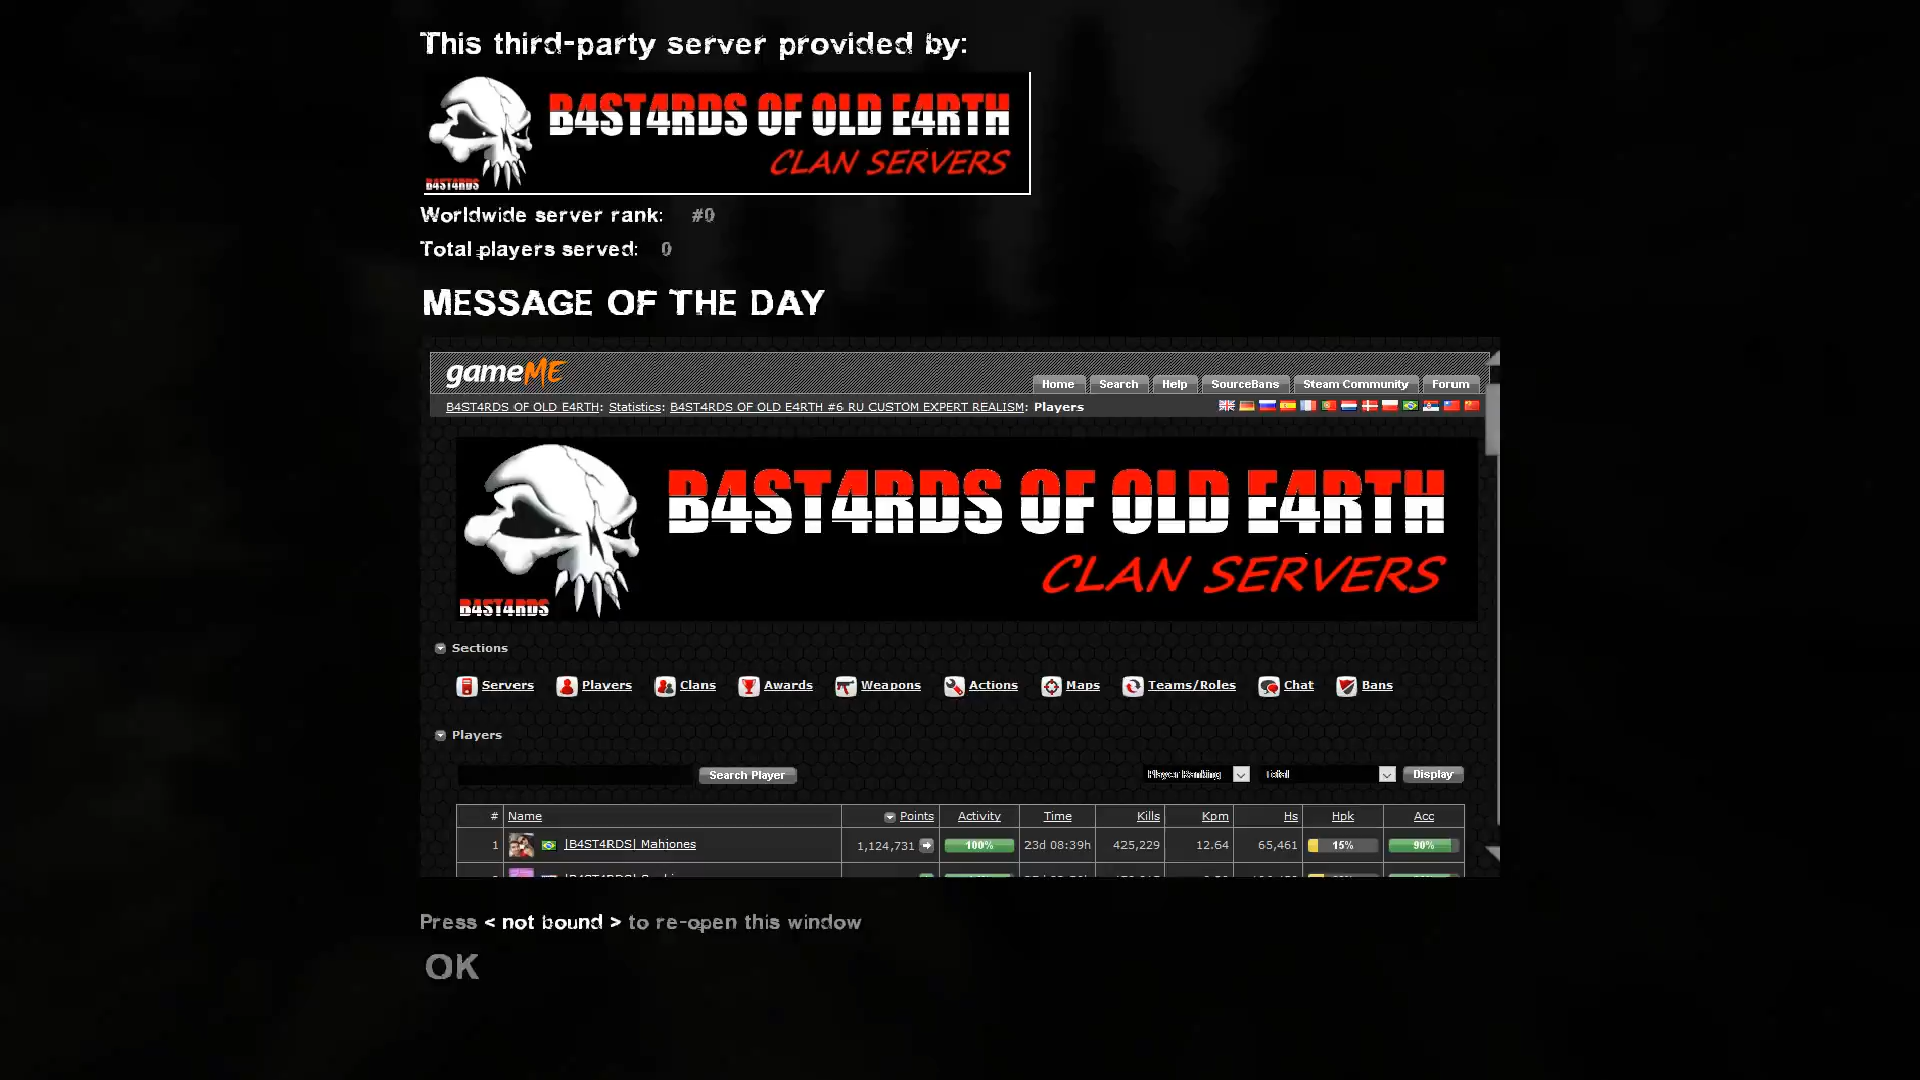 This third-party server provided by:
B4ST4RDS OF OLD E4RTH
CLAN SERVERS
B4ST4RDS
Worldwide server rank: #0
Total players served: 0
MESSAGE OF THE DAY
gameME
Home Search Help SourceBans Steam Community Forum
B4ST4RDS OF OLD E4RTH: Statistics: B4ST4RDS OF OLD E4RTH #6 RU CUSTOM EXPERT REALISM: Players
B4ST4RDS OF OLD E4RTH
CLAN SERVERS
B4ST4RDS
Sections
Servers Players Clans Awards Weapons Actions Maps Teams/Roles Chat Bans
Players
Search Player Player Ranking Total Display
# Name Points Activity Time Kills Kpm Hs Hpk Acc
1 |B4ST4RDS| Mahjones 1,124,731 100% 23d 08:39h 425,229 12.64 65,461 15% 90%
Press < not bound > to re-open this window
OK